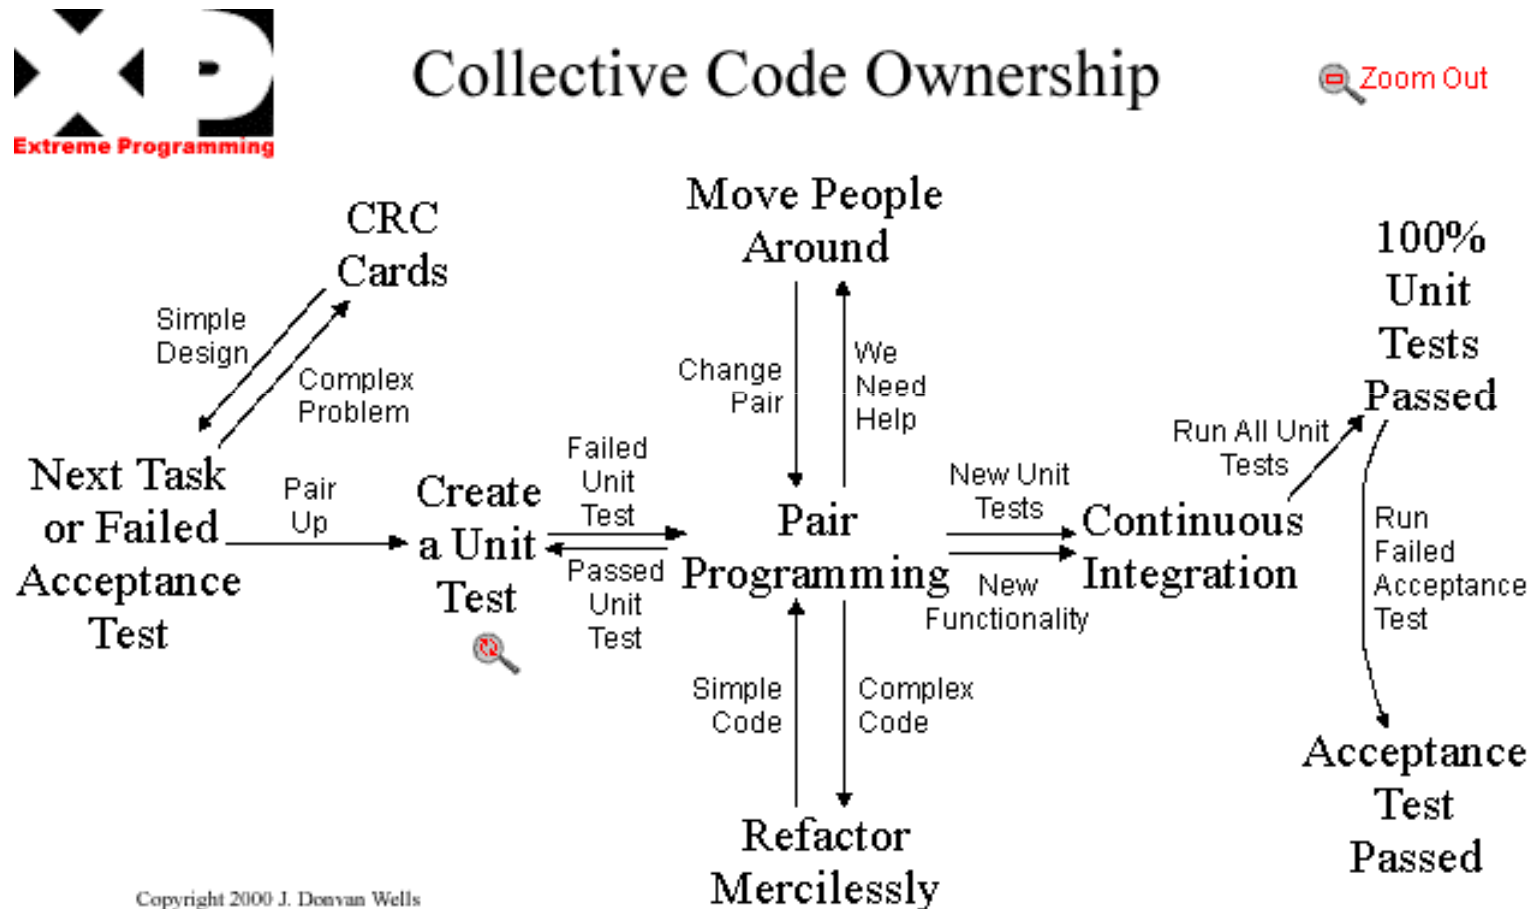 XP
Extreme Programming
Collective Code Ownership
Zoom Out
CRC
Cards
Simple
Design
Complex
Problem
Next Task
or Failed
Acceptance
Test
Pair
Up
Create
a Unit
Test
Failed
Unit
Test
Passed
Unit
Test
Move People
Around
Change
Pair
We
Need
Help
Pair
Programming
Simple
Code
Complex
Code
Refactor
Mercilessly
New Unit
Tests
New
Functionality
Continuous
Integration
Run All Unit
Tests
100%
Unit
Tests
Passed
Run
Failed
Acceptance
Test
Acceptance
Test
Passed
Copyright 2000 J. Donvan Wells